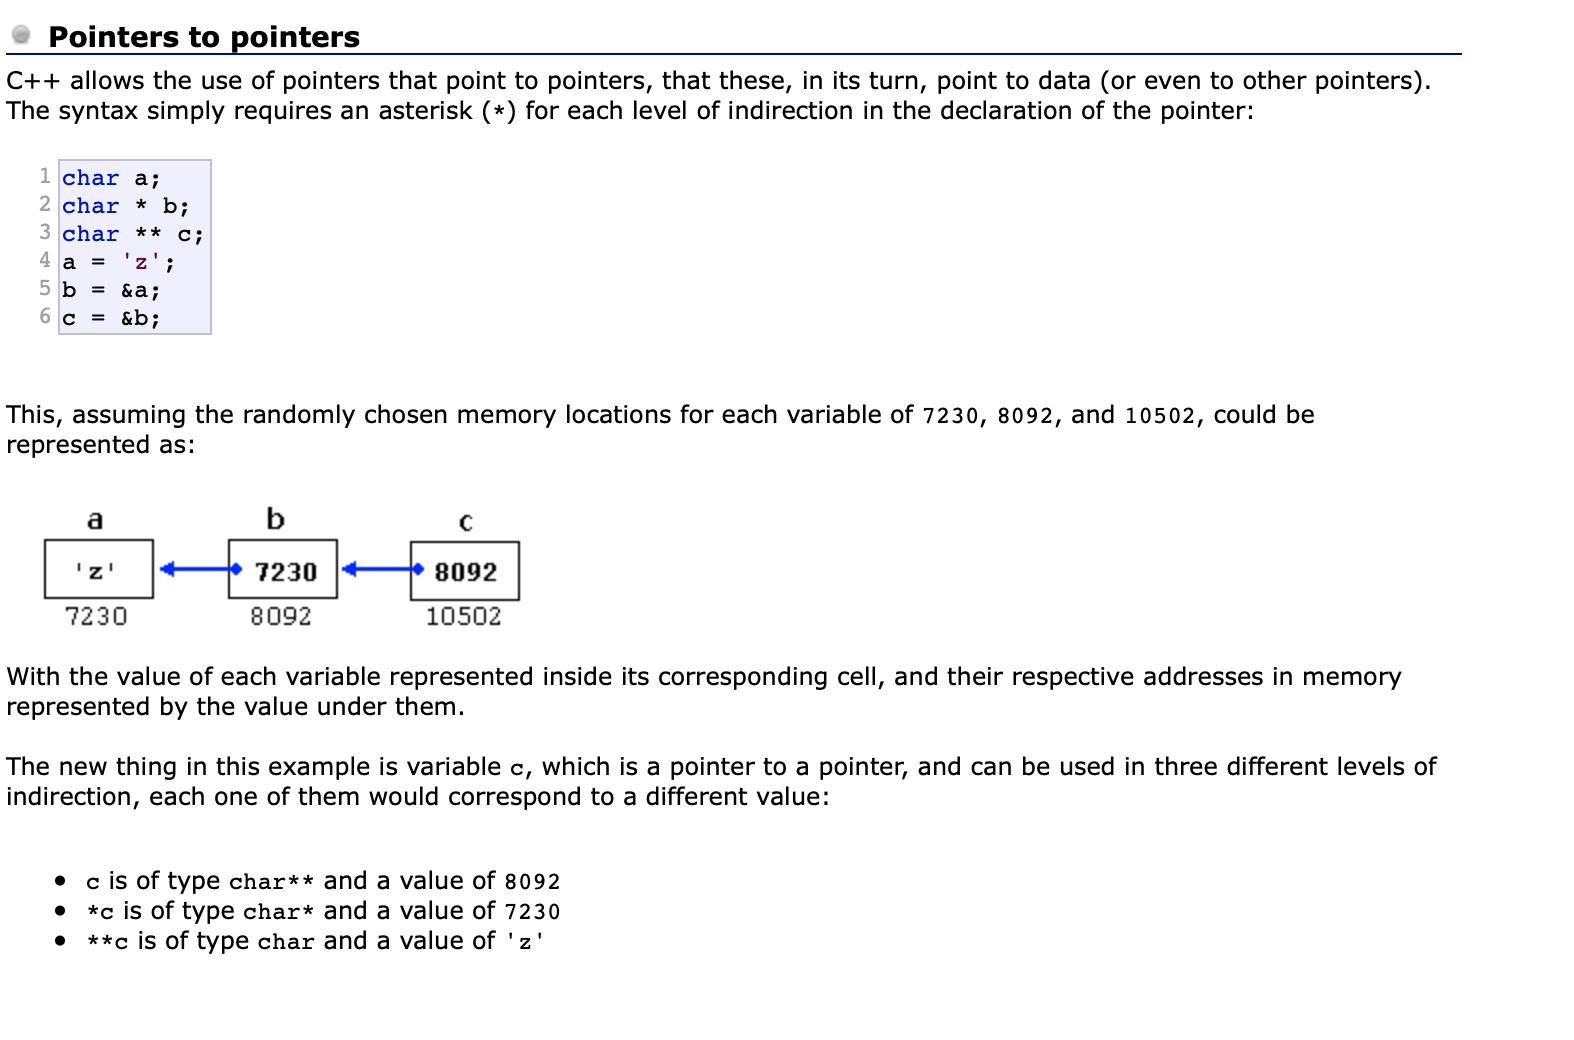 Pointers to pointers
C++ allows the use of pointers that point to pointers, that these, in its turn, point to data (or even to other pointers).
The syntax simply requires an asterisk (*) for each level of indirection in the declaration of the pointer:
1 char a;
2 char * b;
3 char ** c;
4 a = 'z';
5 b = &a;
6 c = &b;
This, assuming the randomly chosen memory locations for each variable of 7230, 8092, and 10502, could be
represented as:
a b c
'z' 7230 8092
7230 8092 10502
With the value of each variable represented inside its corresponding cell, and their respective addresses in memory
represented by the value under them.
The new thing in this example is variable c, which is a pointer to a pointer, and can be used in three different levels of
indirection, each one of them would correspond to a different value:
• c is of type char** and a value of 8092
• *c is of type char* and a value of 7230
• **c is of type char and a value of 'z'